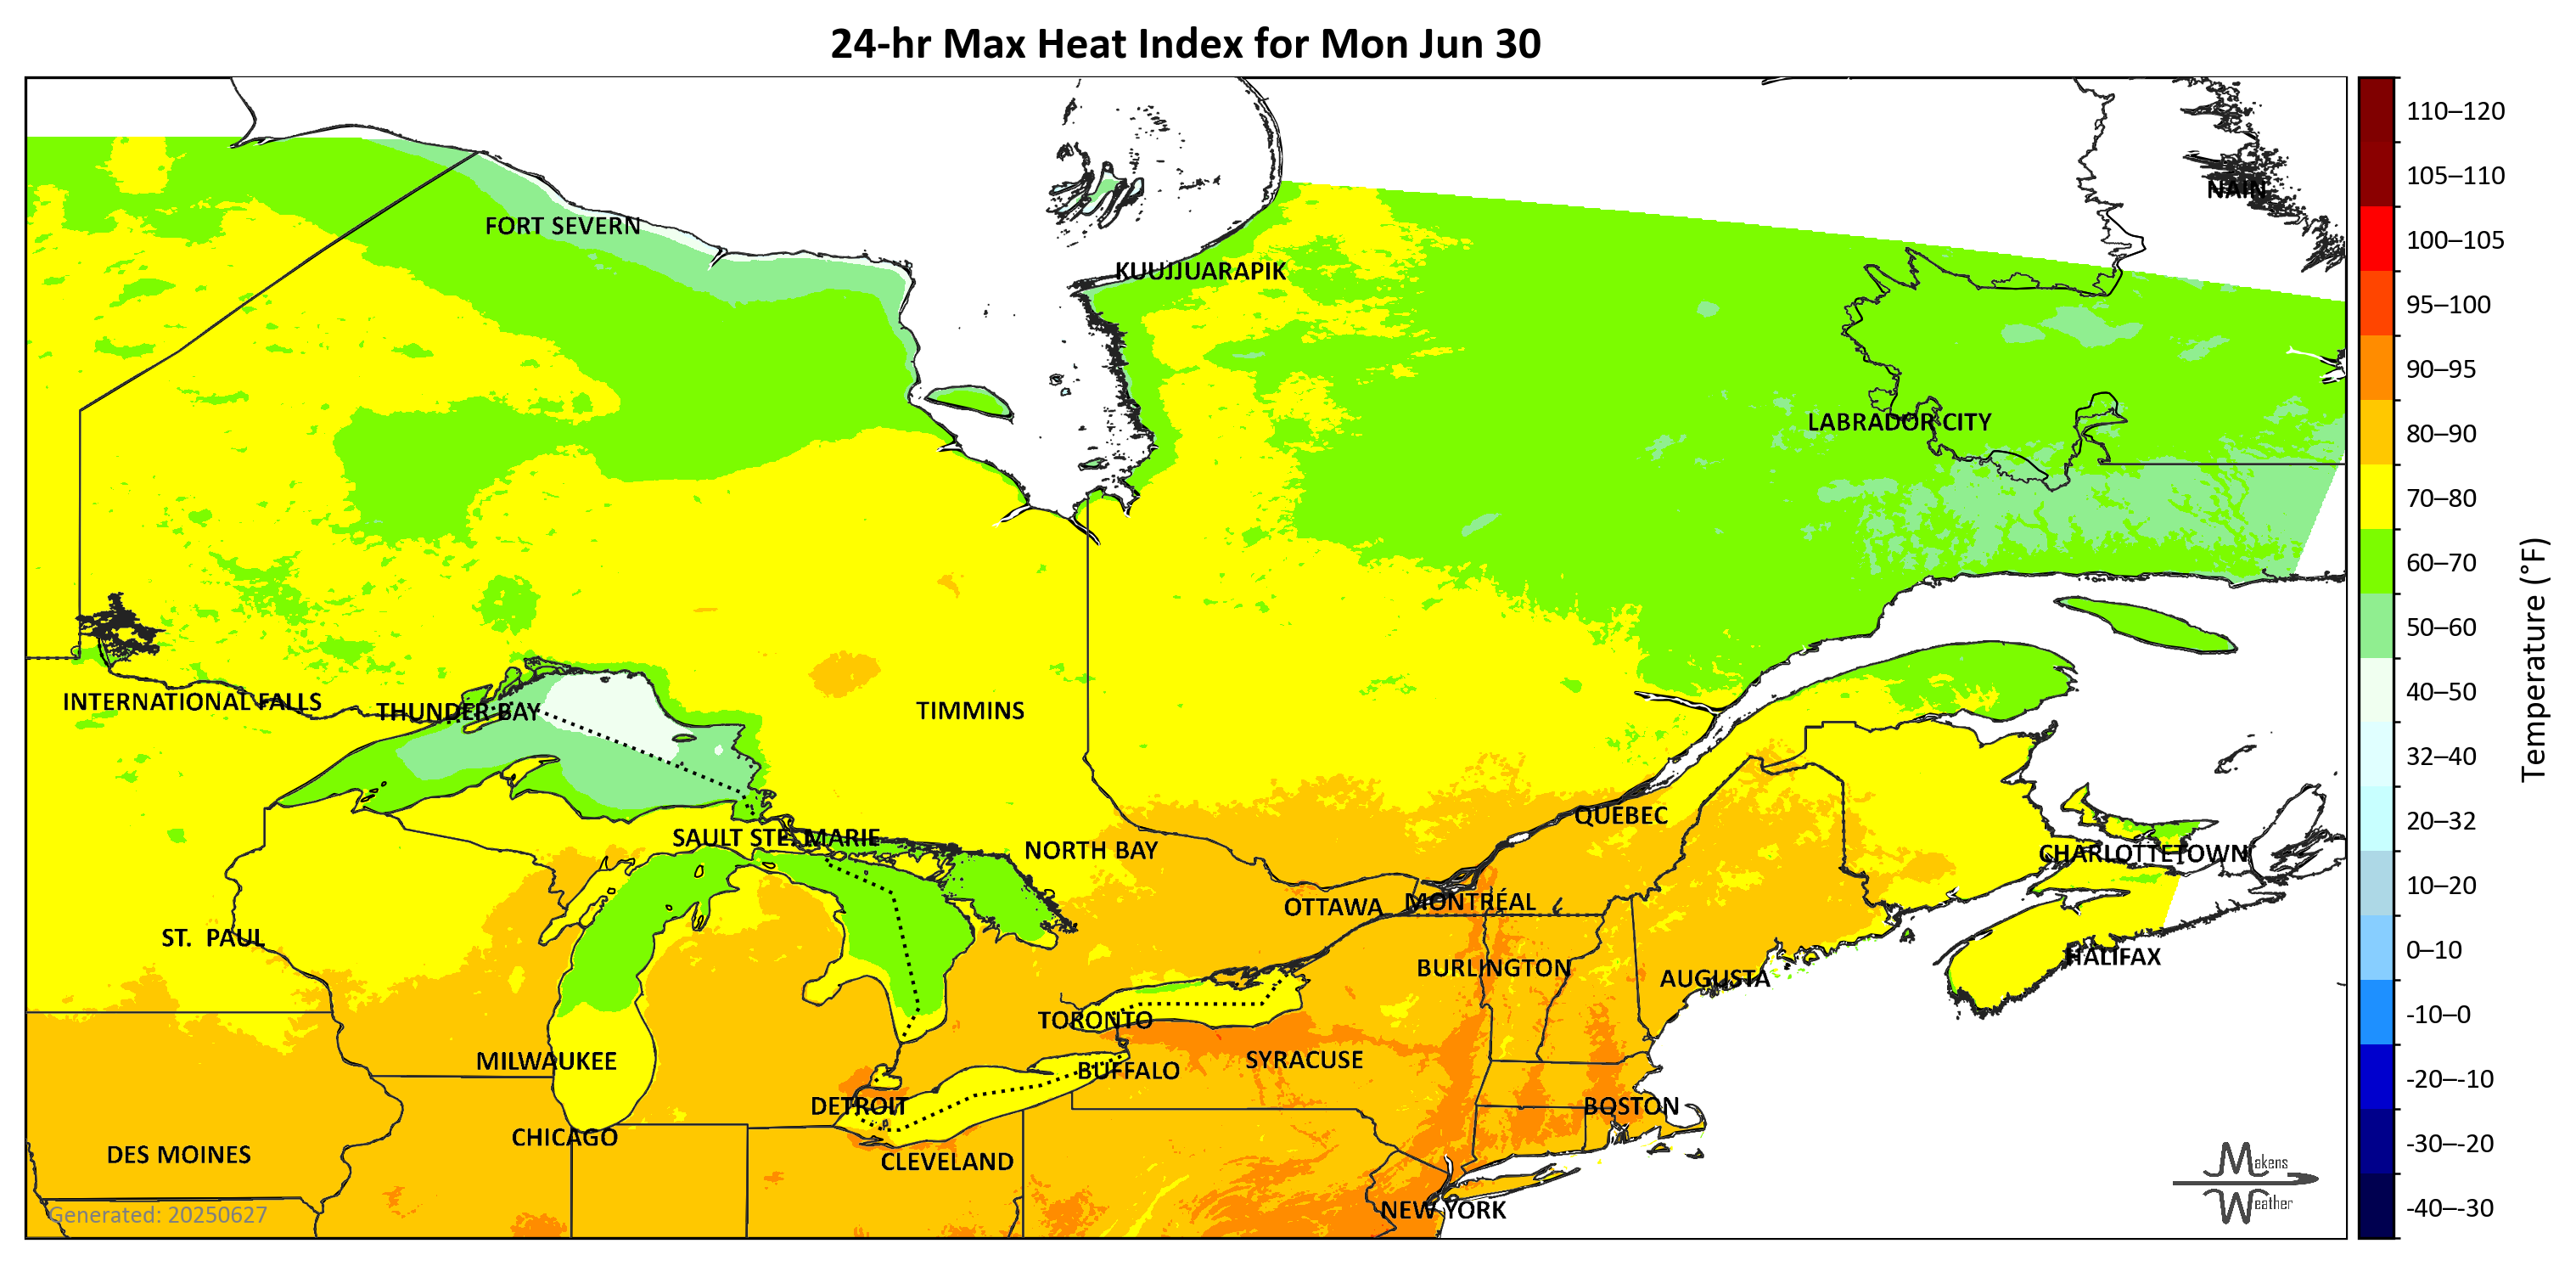 24-hr Max Heat Index for Mon Jun 30
110–120
105–110
NAIN
FORT SEVERN
100–105
KUUJJUARAPIK
95–100
90–95
LABRADOR CITY
80–90
70–80
60–70
50–60
Temperature (°F)
INTERNATIONAL FALLS
THUNDER BAY
TIMMINS
40–50
32–40
QUEBEC
20–32
SAULT STE. MARIE
NORTH BAY
CHARLOTTETOWN
10–20
OTTAWA
MONTRÉAL
ST.  PAUL
0–10
HALIFAX
BURLINGTON
AUGUSTA
TORONTO
-10–0
MILWAUKEE
SYRACUSE
BUFFALO
-20–-10
DETROIT
BOSTON
CHICAGO
-30–-20
DES MOINES
CLEVELAND
Makens
Weather
-40–-30
NEW YORK
Generated: 20250627